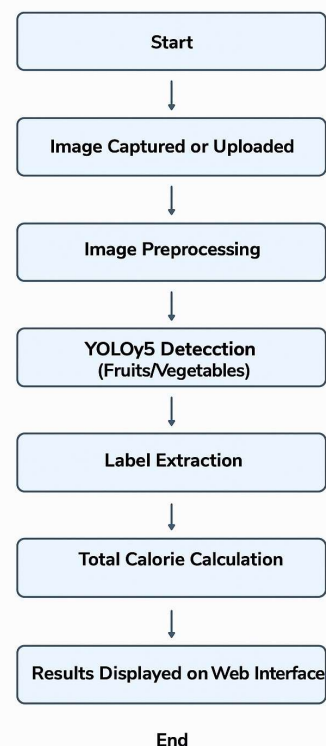 Start
Image Captured or Uploaded
Image Preprocessing
YOLOy5 Detecction
(Fruits/Vegetables)
Label Extraction
Total Calorie Calculation
Results Displayed on Web Interface
End